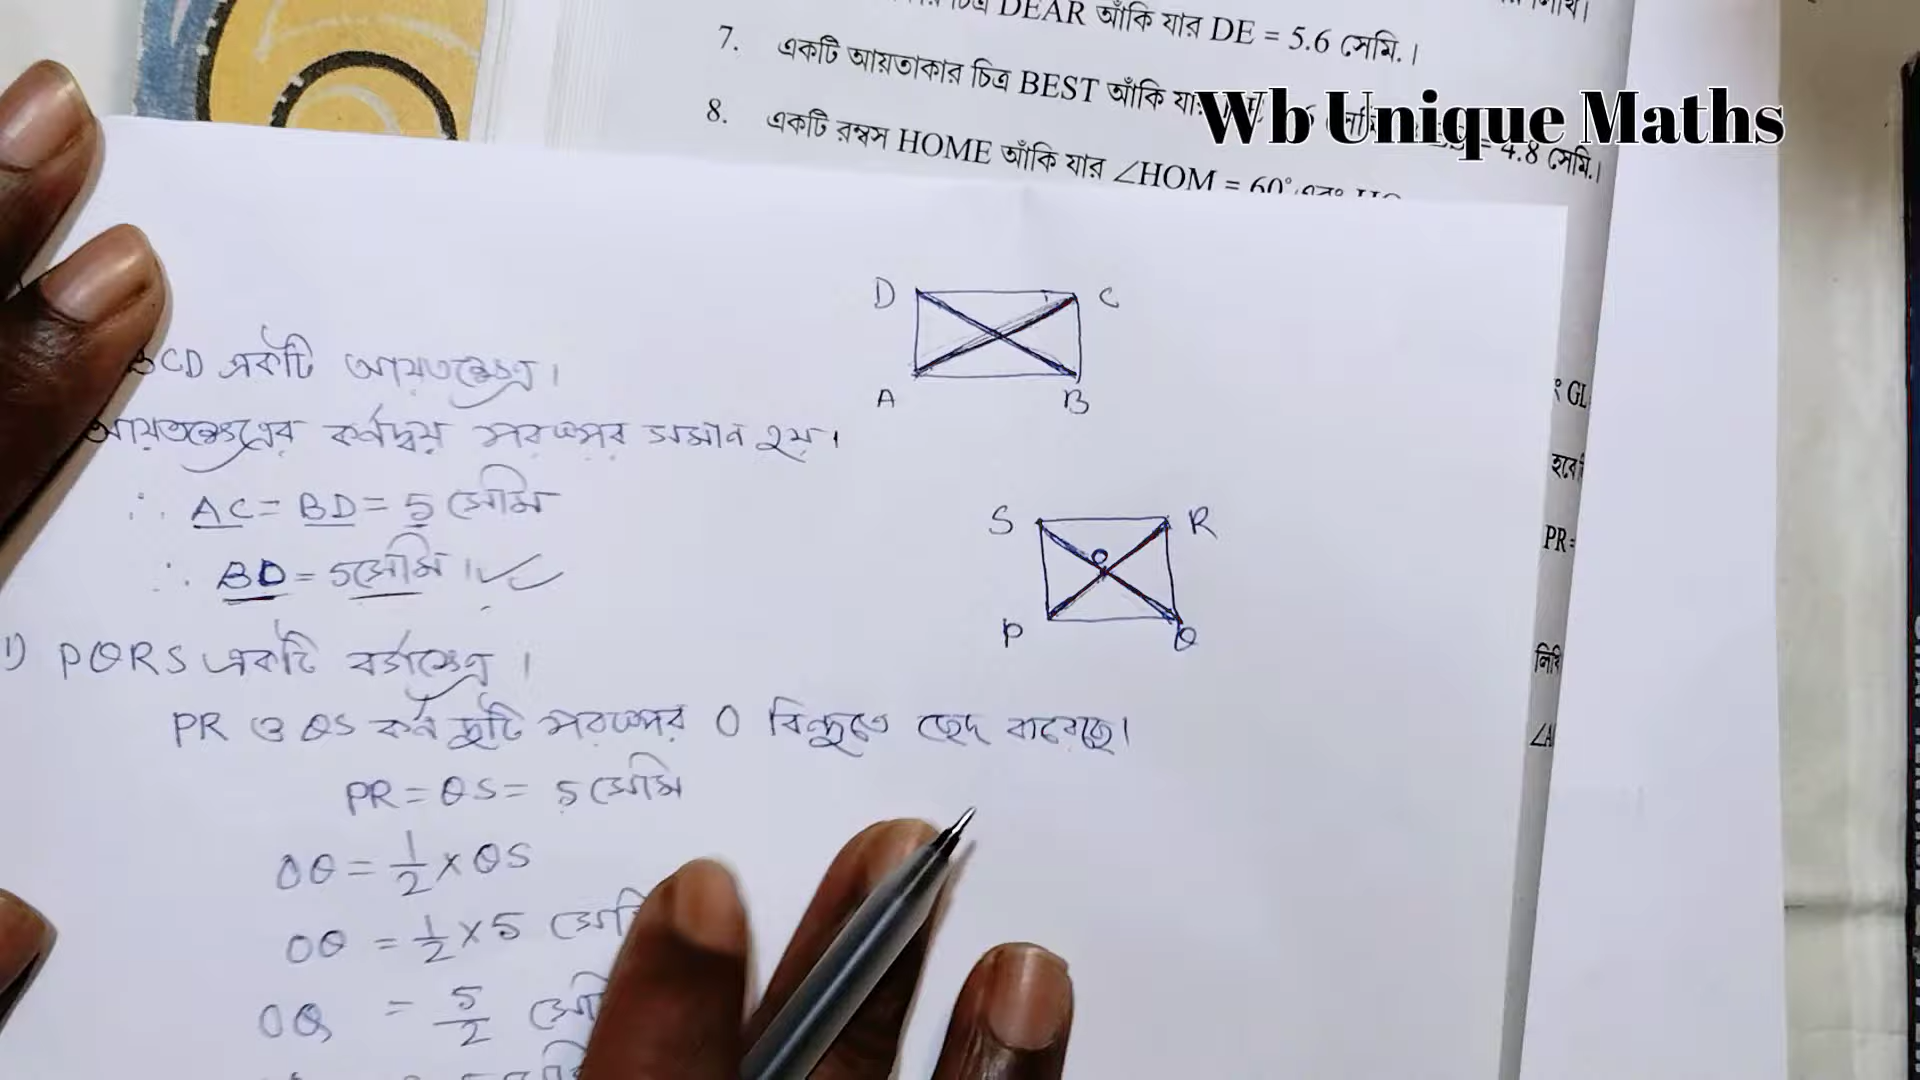 DEAR আঁকি যার DE = 5.6 সেমি.।
7. একটি আয়তাকার চিত্র BEST আঁকি
4.8 সেমি.।
Wb Unique Maths
8. একটি রম্বস HOME আঁকি যার ∠HOM = 60°
D C
A B
BCD একটি আয়তক্ষেত্র।
আয়তক্ষেত্রের কর্ণদ্বয় পরস্পর সমান হয়।
∴ AC = BD = 5 সেমি
∴ BD = 5 সেমি।
S R
O
P Q
PQRS একটি বর্গক্ষেত্র।
PR ও QS কর্ণ দুটি পরস্পর O বিন্দুতে ছেদ করেছে।
PR = QS = 5 সেমি
OQ = 1/2 × QS
OQ = 1/2 × 5 সেমি
OQ = 5/2
GL
হবে
PR =
লিখি
∠A